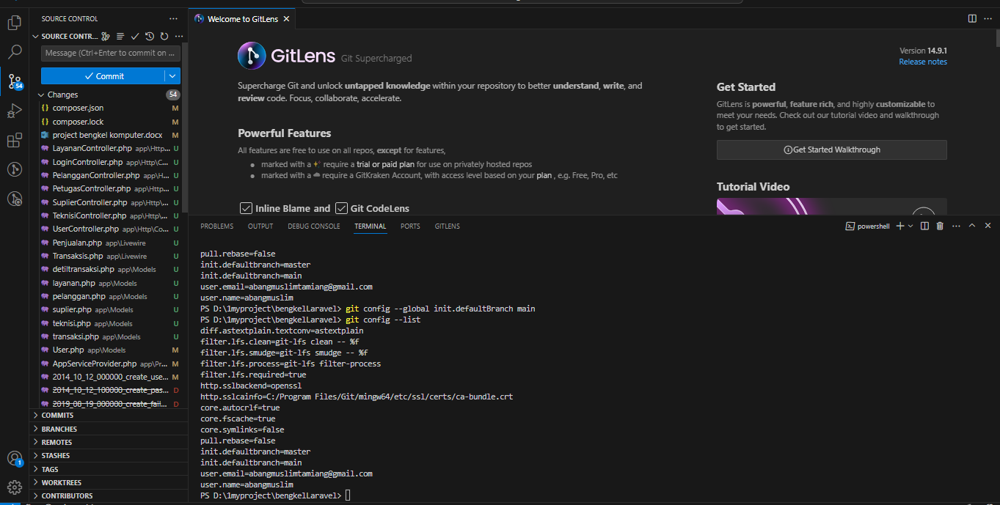 SOURCE CONTROL
SOURCE CONTR...
Message (Ctrl+Enter to commit on ...
Commit
Changes 54
composer.json M
composer.lock M
project bengkel komputer.docx M
LayananController.php app\Http... U
LoginController.php app\Http\C... U
PelangganController.php app\H... U
PetugasController.php app\Http... U
SuplierController.php app\Http\... U
TeknisiController.php app\Http\... U
UserController.php app\Http\Co... U
Penjualan.php app\Livewire U
Transaksis.php app\Livewire U
detiltransaksi.php app\Models U
layanan.php app\Models U
pelanggan.php app\Models U
suplier.php app\Models U
teknisi.php app\Models U
transaksi.php app\Models U
User.php app\Models M
AppServiceProvider.php app\Pr... M
2014_10_12_000000_create_use... M
2014_10_12_100000_create_pas... D
2019_08_19_000000_create_fail... D
COMMITS
BRANCHES
REMOTES
STASHES
TAGS
WORKTREES
CONTRIBUTORS
54
1
Welcome to GitLens
GitLens Git Supercharged
Supercharge Git and unlock untapped knowledge within your repository to better understand, write, and
review code. Focus, collaborate, accelerate.
Powerful Features
All features are free to use on all repos, except for features,
marked with a require a trial or paid plan for use on privately hosted repos
marked with a require a GitKraken Account, with access level based on your plan , e.g. Free, Pro, etc
Inline Blame and Git CodeLens
Version 14.9.1
Release notes
Get Started
GitLens is powerful, feature rich, and highly customizable to
meet your needs. Check out our tutorial video and walkthrough
to get started.
Get Started Walkthrough
Tutorial Video
PROBLEMS OUTPUT DEBUG CONSOLE TERMINAL PORTS GITLENS
powershell
pull.rebase=false
init.defaultbranch=master
init.defaultbranch=main
user.email=abangmuslimtamiang@gmail.com
user.name=abangmuslim
PS D:\1myproject\bengkelLaravel> git config --global init.defaultBranch main
PS D:\1myproject\bengkelLaravel> git config --list
diff.astextplain.textconv=astextplain
filter.lfs.clean=git-lfs clean -- %f
filter.lfs.smudge=git-lfs smudge -- %f
filter.lfs.process=git-lfs filter-process
filter.lfs.required=true
http.sslbackend=openssl
http.sslcainfo=C:/Program Files/Git/mingw64/etc/ssl/certs/ca-bundle.crt
core.autocrlf=true
core.fscache=true
core.symlinks=false
pull.rebase=false
init.defaultbranch=master
init.defaultbranch=main
user.email=abangmuslimtamiang@gmail.com
user.name=abangmuslim
PS D:\1myproject\bengkelLaravel>